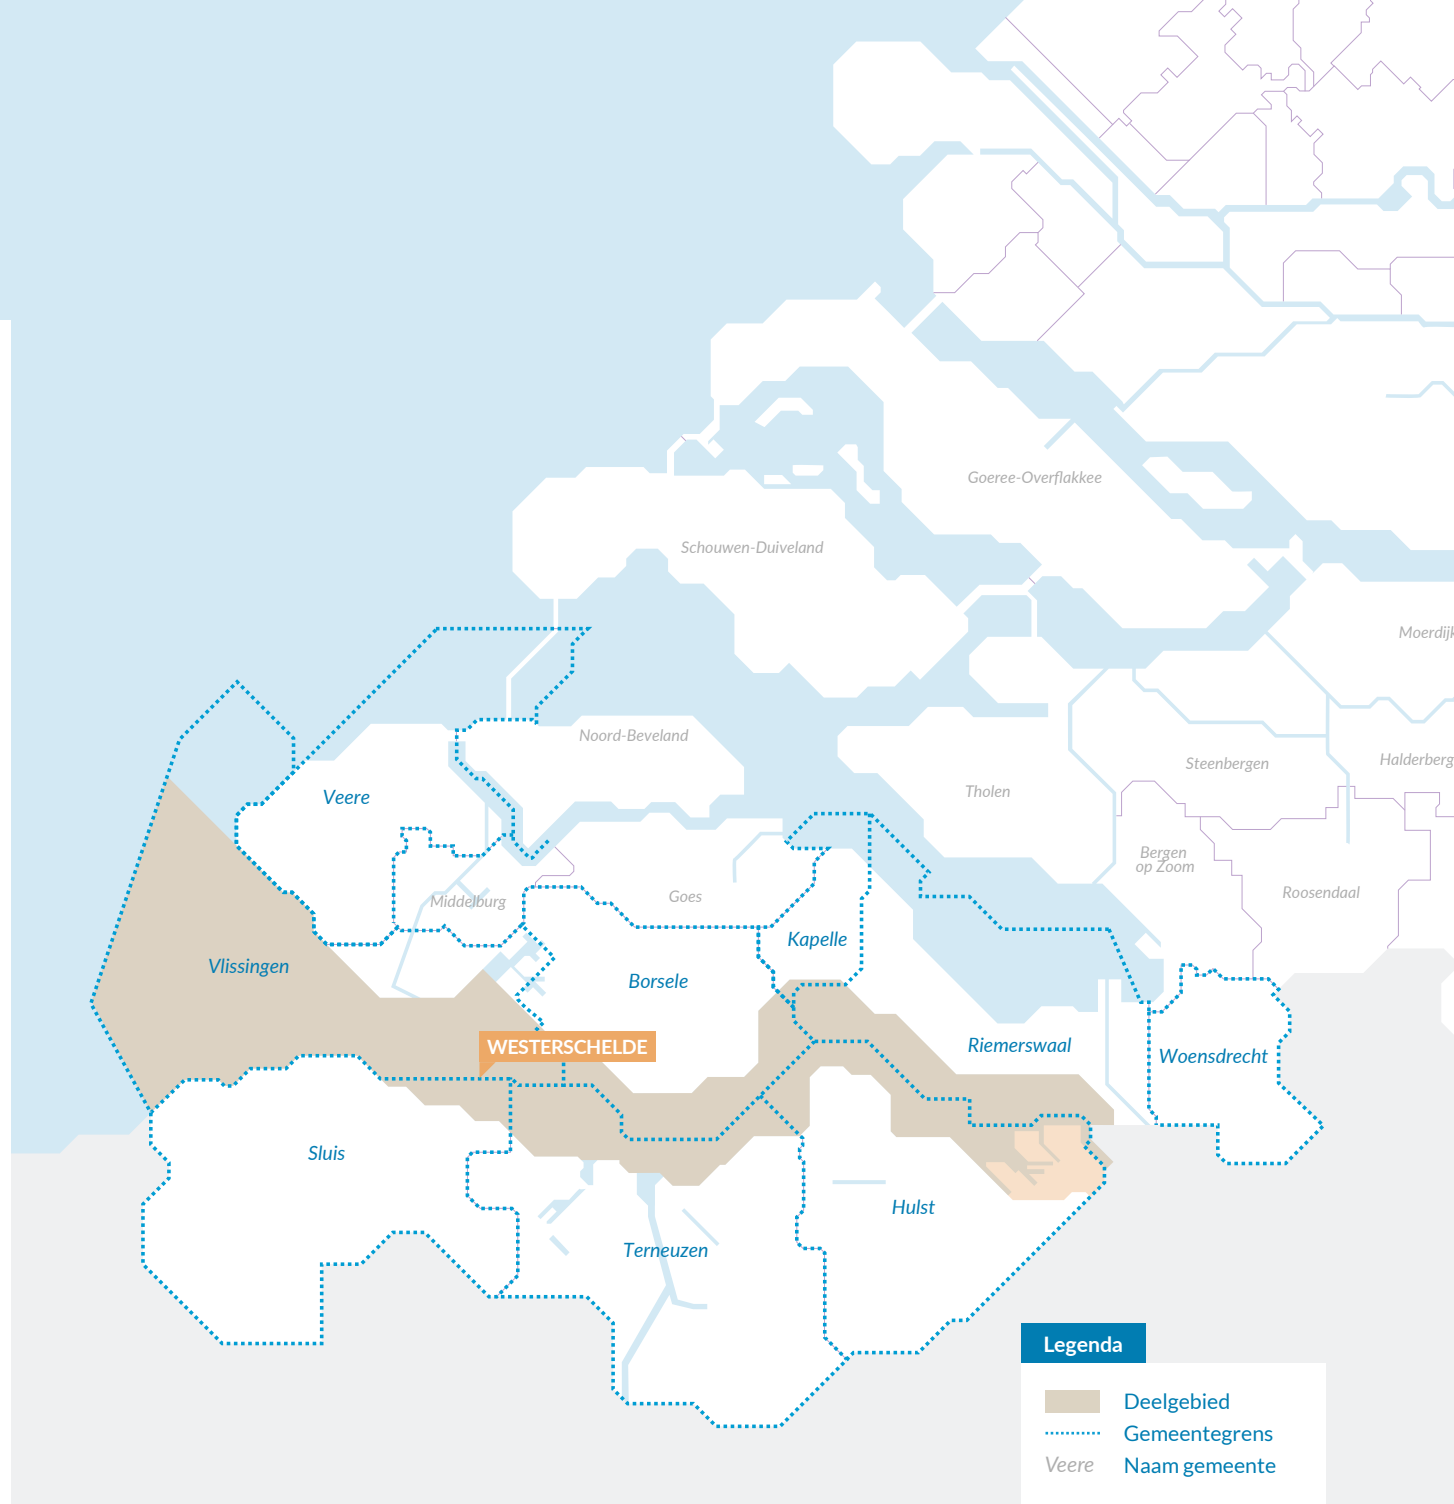 Goeree-Overflakkee
Schouwen-Duiveland
Moerdijk
Noord-Beveland
Steenbergen
Halderberg
Veere
Tholen
Bergen
op Zoom
Roosendaal
Goes
Middelburg
Kapelle
Vlissingen
Borsele
WESTERSCHELDE
Riemerswaal
Woensdrecht
Sluis
Hulst
Terneuzen
Legenda
Deelgebied
Gemeentegrens
Veere Naam gemeente